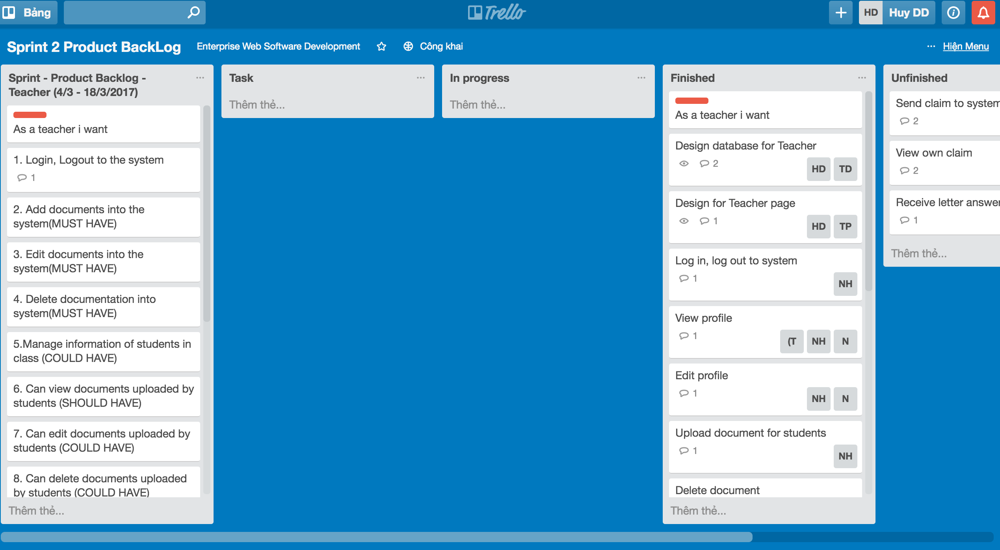 Bảng
Trello
HD
Huy DD
Sprint 2 Product BackLog
Enterprise Web Software Development
Công khai
... Hiện Menu
Sprint - Product Backlog -
Teacher (4/3 - 18/3/2017)
As a teacher i want
1. Login, Logout to the system
1
2. Add documents into the
system(MUST HAVE)
3. Edit documents into the
system(MUST HAVE)
4. Delete documentation into
system(MUST HAVE)
5.Manage information of students in
class (COULD HAVE)
6. Can view documents uploaded by
students (SHOULD HAVE)
7. Can edit documents uploaded by
students (COULD HAVE)
8. Can delete documents uploaded
by students (COULD HAVE)
Thêm thẻ...
Task
Thêm thẻ...
In progress
Thêm thẻ...
Finished
As a teacher i want
Design database for Teacher
2
HD TD
Design for Teacher page
1
HD TP
Log in, log out to system
1
NH
View profile
1
(T NH N
Edit profile
1
NH N
Upload document for students
1
NH
Delete document
Thêm thẻ...
Unfinished
Send claim to system
2
View own claim
2
Receive letter answer
1
Thêm thẻ...